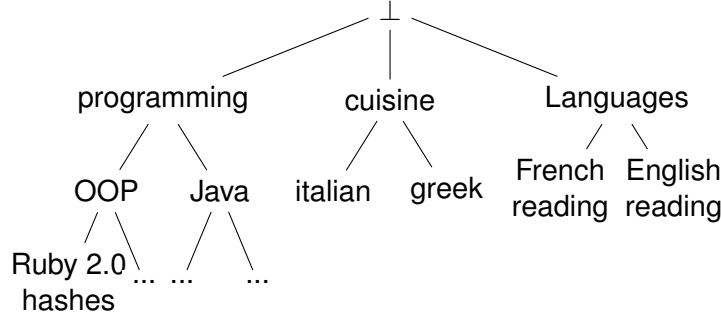 ⊥
programming
cuisine
Languages
OOP
Java
italian
greek
French
reading
English
reading
Ruby 2.0
hashes
...
...
...